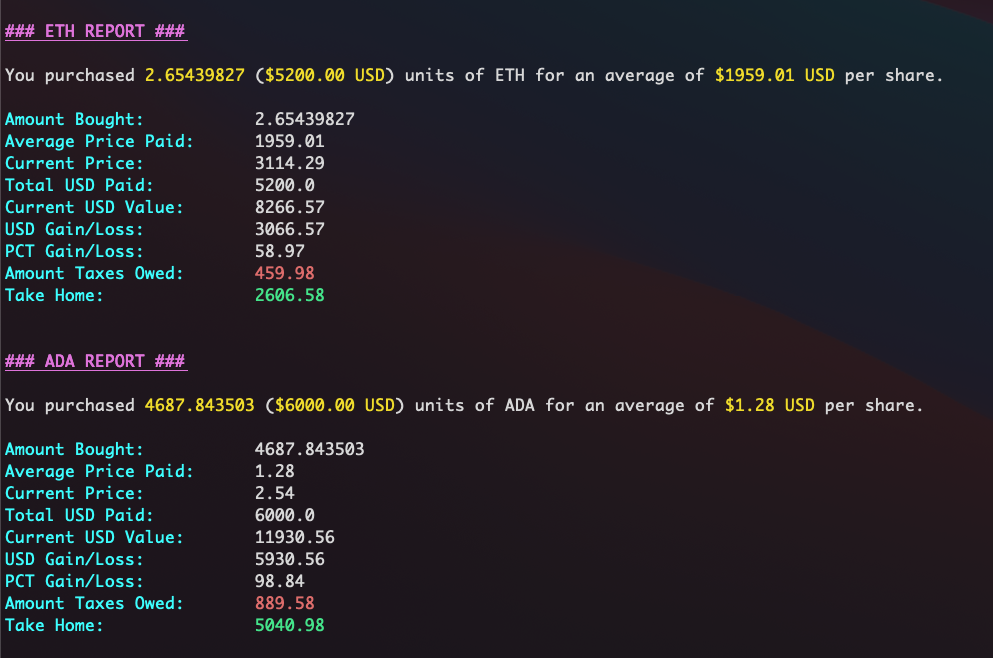 ### ETH REPORT ###
You purchased 2.65439827 ($5200.00 USD) units of ETH for an average of $1959.01 USD per share.
Amount Bought: 2.65439827
Average Price Paid: 1959.01
Current Price: 3114.29
Total USD Paid: 5200.0
Current USD Value: 8266.57
USD Gain/Loss: 3066.57
PCT Gain/Loss: 58.97
Amount Taxes Owed: 459.98
Take Home: 2606.58
### ADA REPORT ###
You purchased 4687.843503 ($6000.00 USD) units of ADA for an average of $1.28 USD per share.
Amount Bought: 4687.843503
Average Price Paid: 1.28
Current Price: 2.54
Total USD Paid: 6000.0
Current USD Value: 11930.56
USD Gain/Loss: 5930.56
PCT Gain/Loss: 98.84
Amount Taxes Owed: 889.58
Take Home: 5040.98